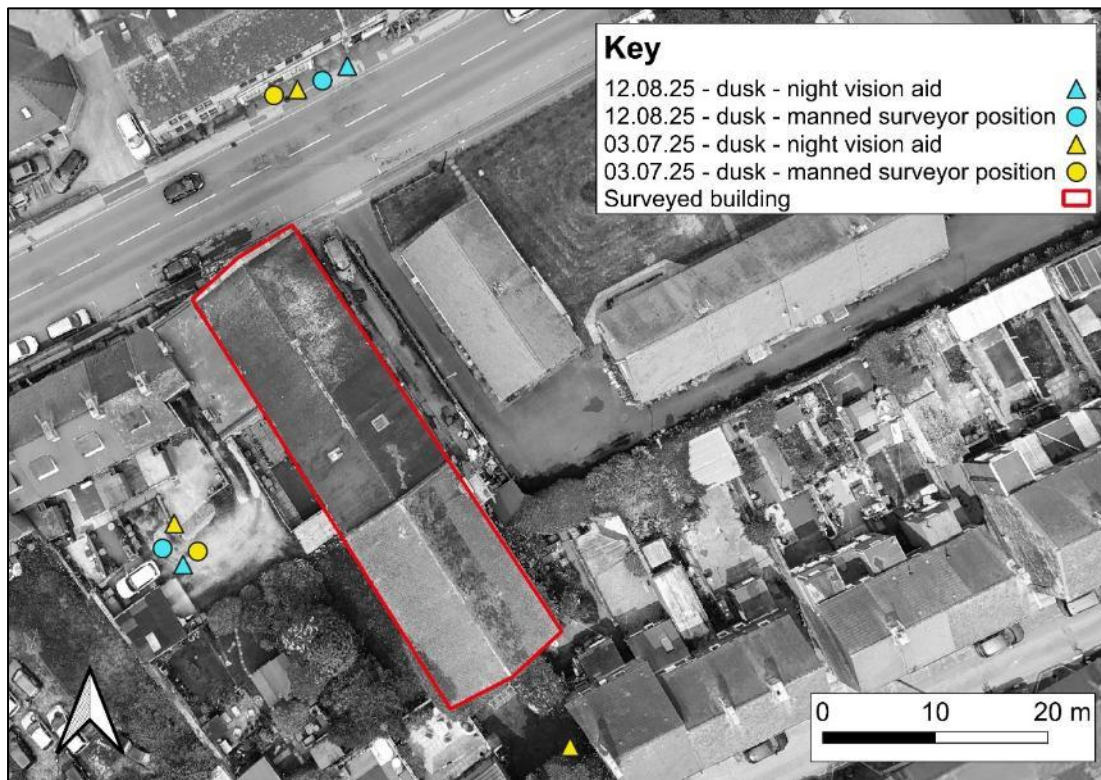 Key
12.08.25 - dusk - night vision aid
12.08.25 - dusk - manned surveyor position
03.07.25 - dusk - night vision aid
03.07.25 - dusk - manned surveyor position
Surveyed building
0 10 20 m